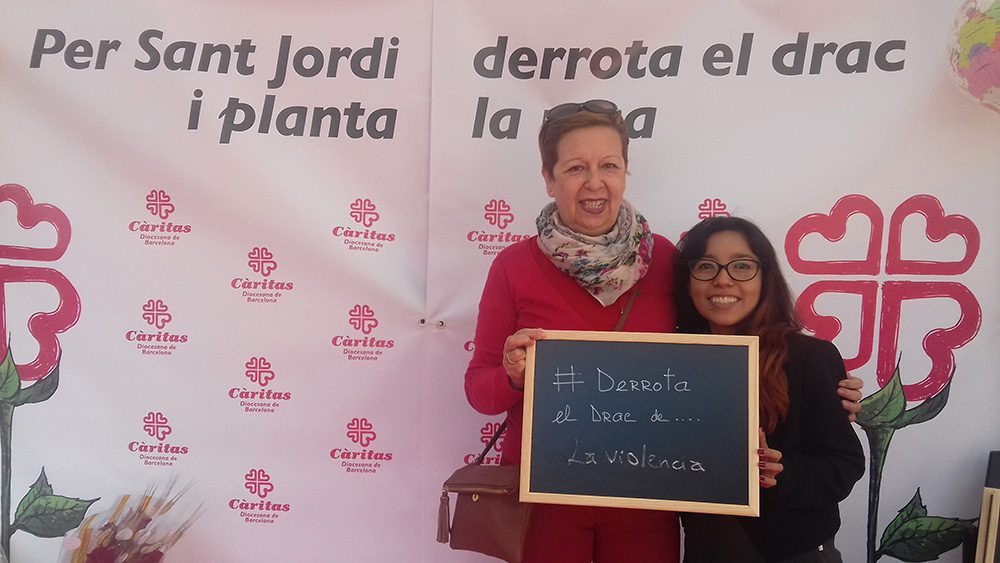 Per Sant Jordi
i planta
derrota el drac
la
Càritas
Diocesana de
Barcelona
Càritas
Diocesana de
Barcelona
Càritas
Diocesana de
Barcelona
Càritas
Diocesana de
Barcelona
Càritas
Diocesana de
Barcelona
Càritas
Diocesana de
Barcelona
Càritas
Diocesana de
Barcelona
Càritas
Diocesana de
Barcelona
Càritas
Diocesana de
Barcelona
Càritas
Diocesana de
Barcelona
# Derrota
el Drac de....
La violència